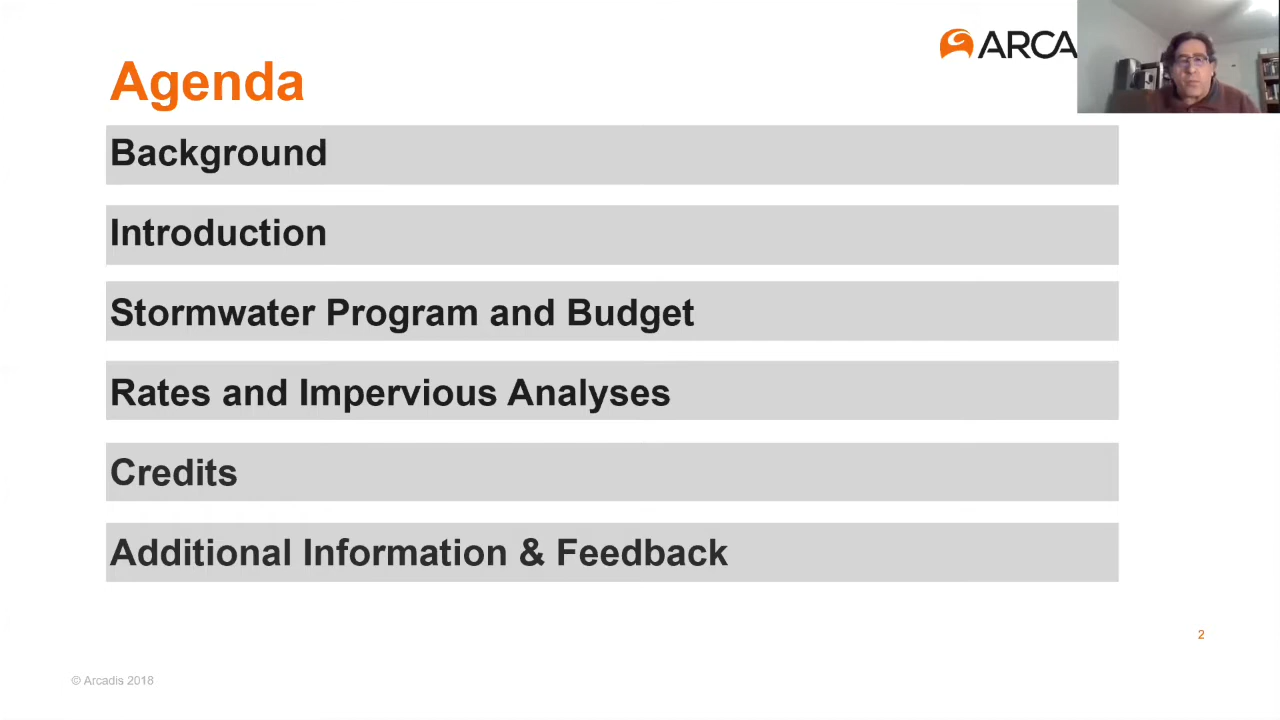 Agenda
ARCA
Background
Introduction
Stormwater Program and Budget
Rates and Impervious Analyses
Credits
Additional Information & Feedback
2
© Arcadis 2018